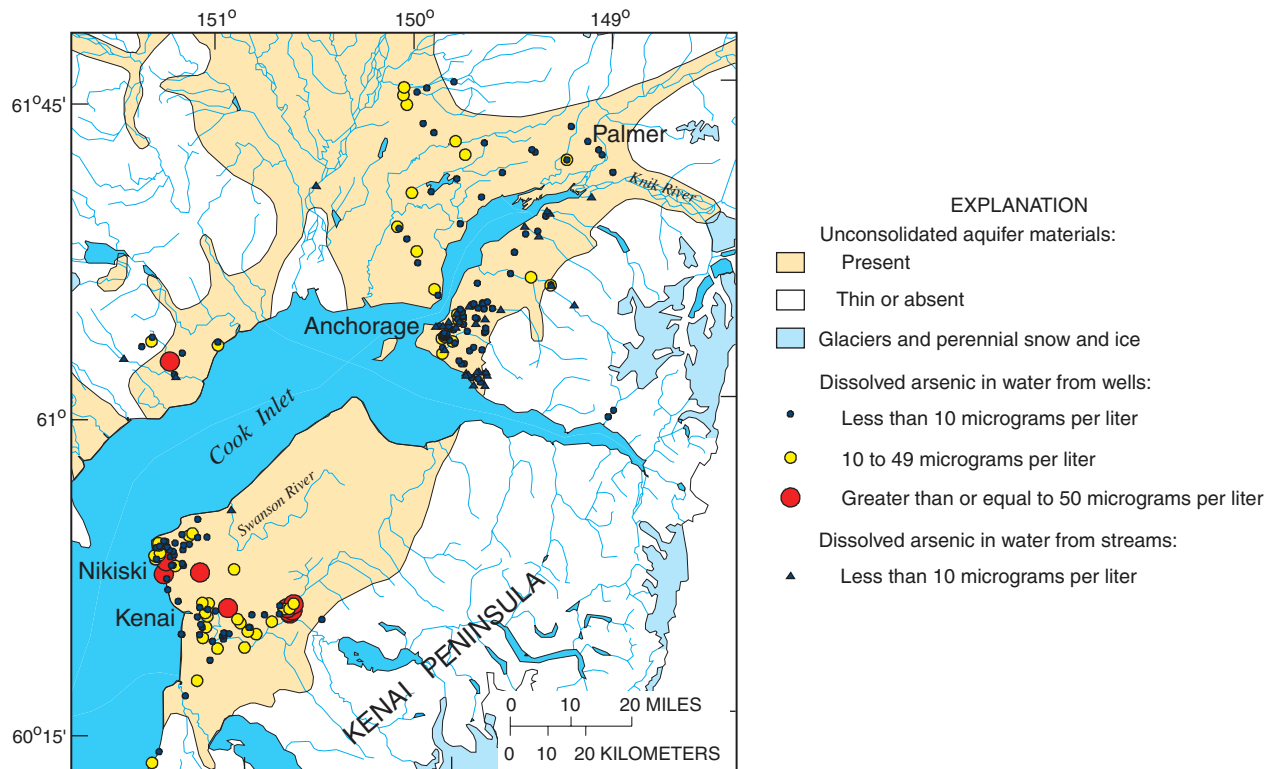 151° 150° 149°
61°45'
Palmer
Knik River
Anchorage
61°
Cook Inlet
Swanson River
Nikiski
Kenai
KENAI PENINSULA
60°15'
0 10 20 MILES
0 10 20 KILOMETERS
EXPLANATION
Unconsolidated aquifer materials:
Present
Thin or absent
Glaciers and perennial snow and ice
Dissolved arsenic in water from wells:
Less than 10 micrograms per liter
10 to 49 micrograms per liter
Greater than or equal to 50 micrograms per liter
Dissolved arsenic in water from streams:
Less than 10 micrograms per liter